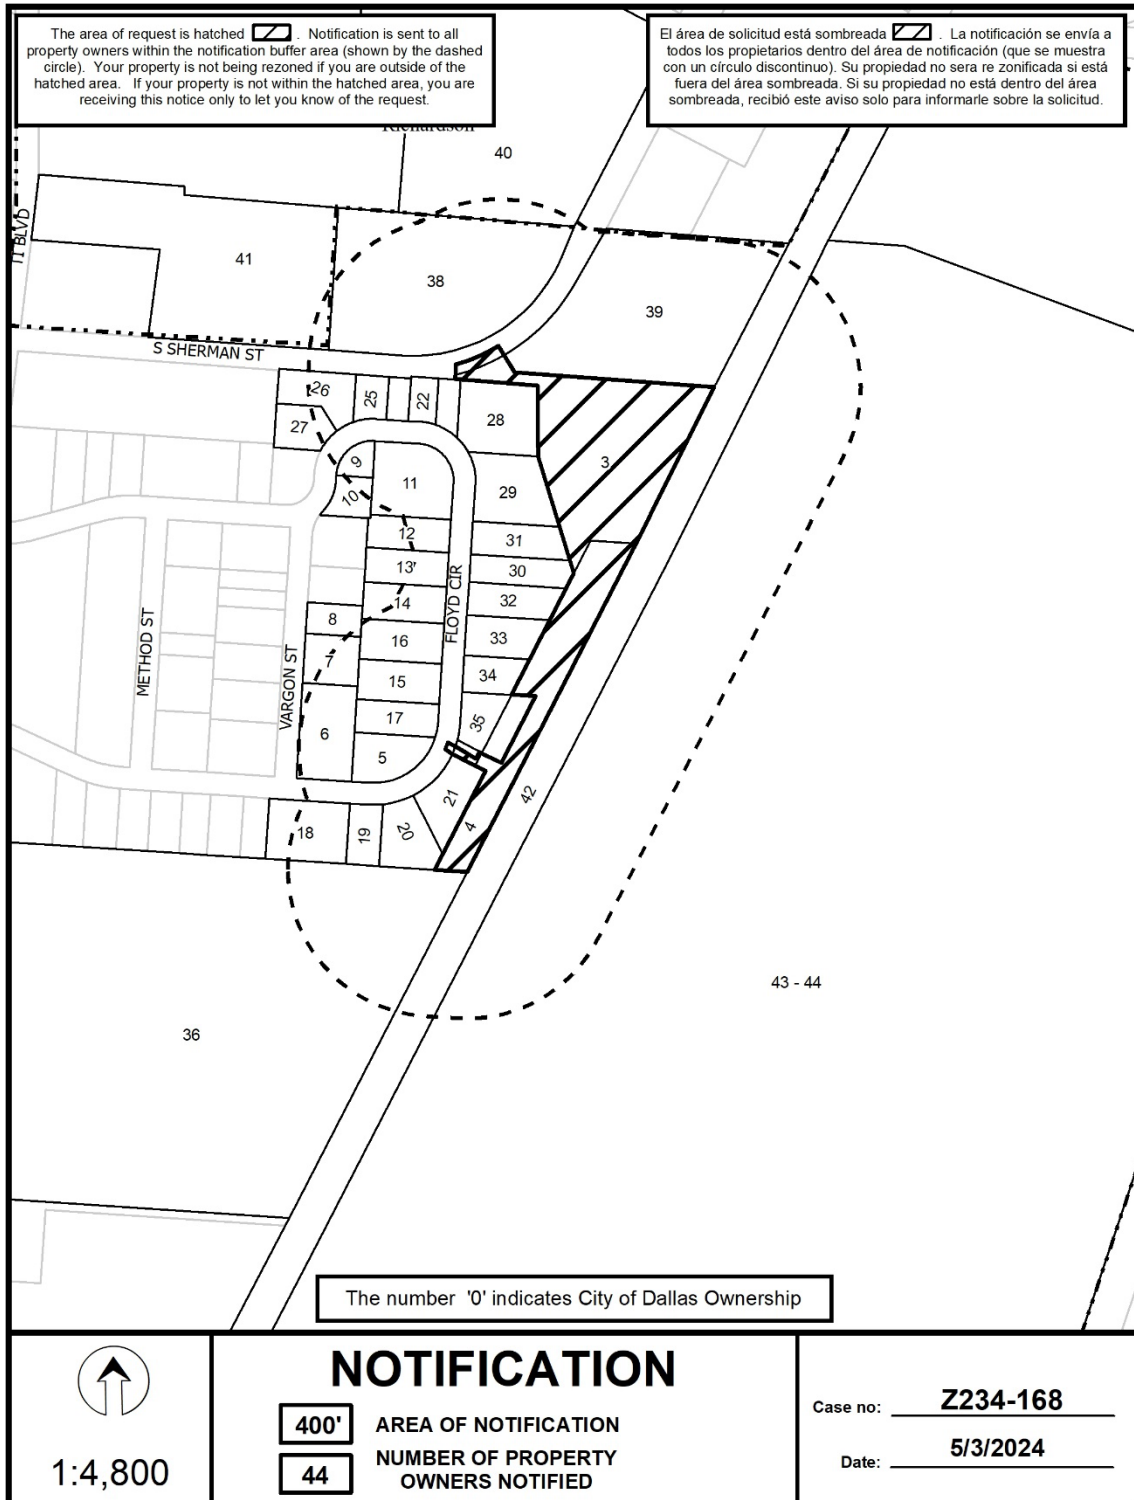 The area of request is hatched . Notification is sent to all
property owners within the notification buffer area (shown by the dashed
circle). Your property is not being rezoned if you are outside of the
hatched area. If your property is not within the hatched area, you are
receiving this notice only to let you know of the request.
El área de solicitud está sombreada . La notificación se envía a
todos los propietarios dentro del área de notificación (que se muestra
con un círculo discontinuo). Su propiedad no sera re zonificada si está
fuera del área sombreada. Si su propiedad no está dentro del área
sombreada, recibió este aviso solo para informarle sobre la solicitud.
Richardson
40
TI BLVD
41
38
39
S SHERMAN ST
26
25
22
28
27
9
10
11
29
3
12
31
13
30
14
32
8
16
33
7
15
34
17
35
6
5
FLOYD CIR
METHOD ST
VARGON ST
21
42
18
19
20
4
43 - 44
36
The number '0' indicates City of Dallas Ownership
1:4,800
NOTIFICATION
400' AREA OF NOTIFICATION
44 NUMBER OF PROPERTY
OWNERS NOTIFIED
Case no: Z234-168
Date: 5/3/2024